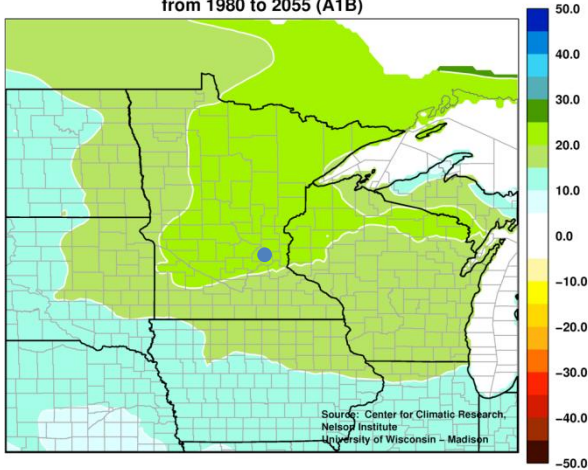 from 1980 to 2055 (A1B)
50.0
40.0
30.0
20.0
10.0
0.0
−10.0
−20.0
−30.0
−40.0
−50.0
Source: Center for Climatic Research,
Nelson Institute
University of Wisconsin − Madison